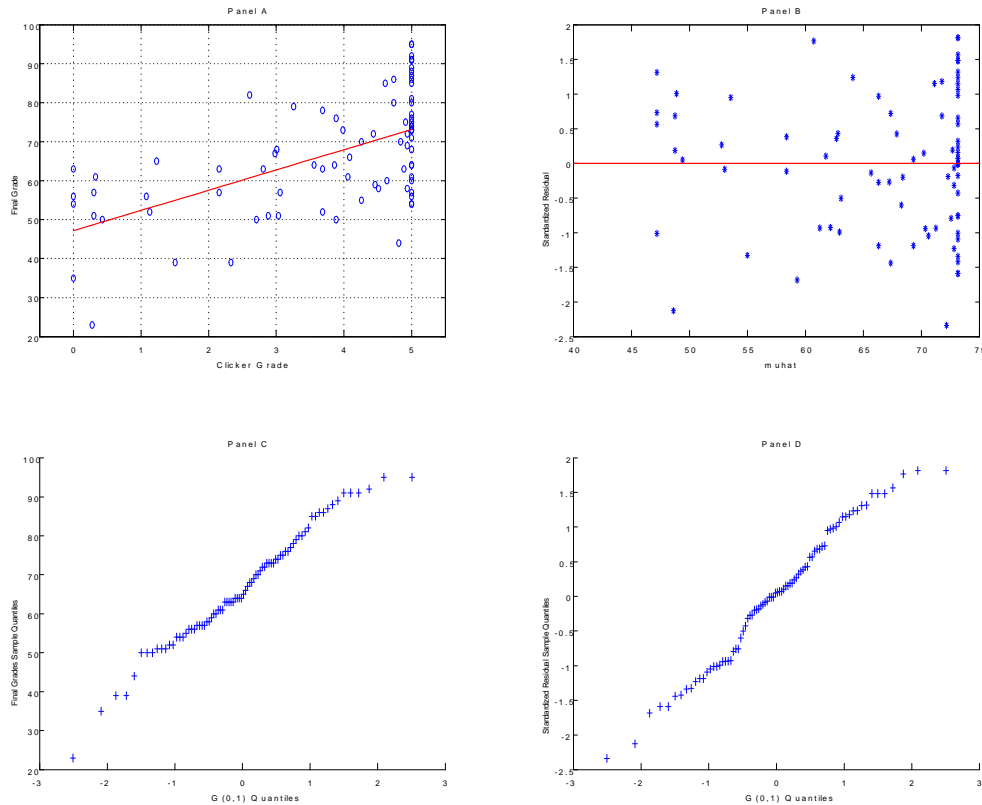 Panel A
100
90
80
70
60
50
40
30
20
Final Grade
0 1 2 3 4 5
Clicker Grade
Panel B
2
1.5
1
0.5
0
-0.5
-1
-1.5
-2
-2.5
Standardized Residual
40 45 50 55 60 65 70 75
muhat
Panel C
100
90
80
70
60
50
40
30
20
Final Grades Sample Quantiles
-3 -2 -1 0 1 2 3
G(0,1) Quantiles
Panel D
2
1.5
1
0.5
0
-0.5
-1
-1.5
-2
-2.5
Standardized Residual Sample Quantiles
-3 -2 -1 0 1 2 3
G(0,1) Quantiles